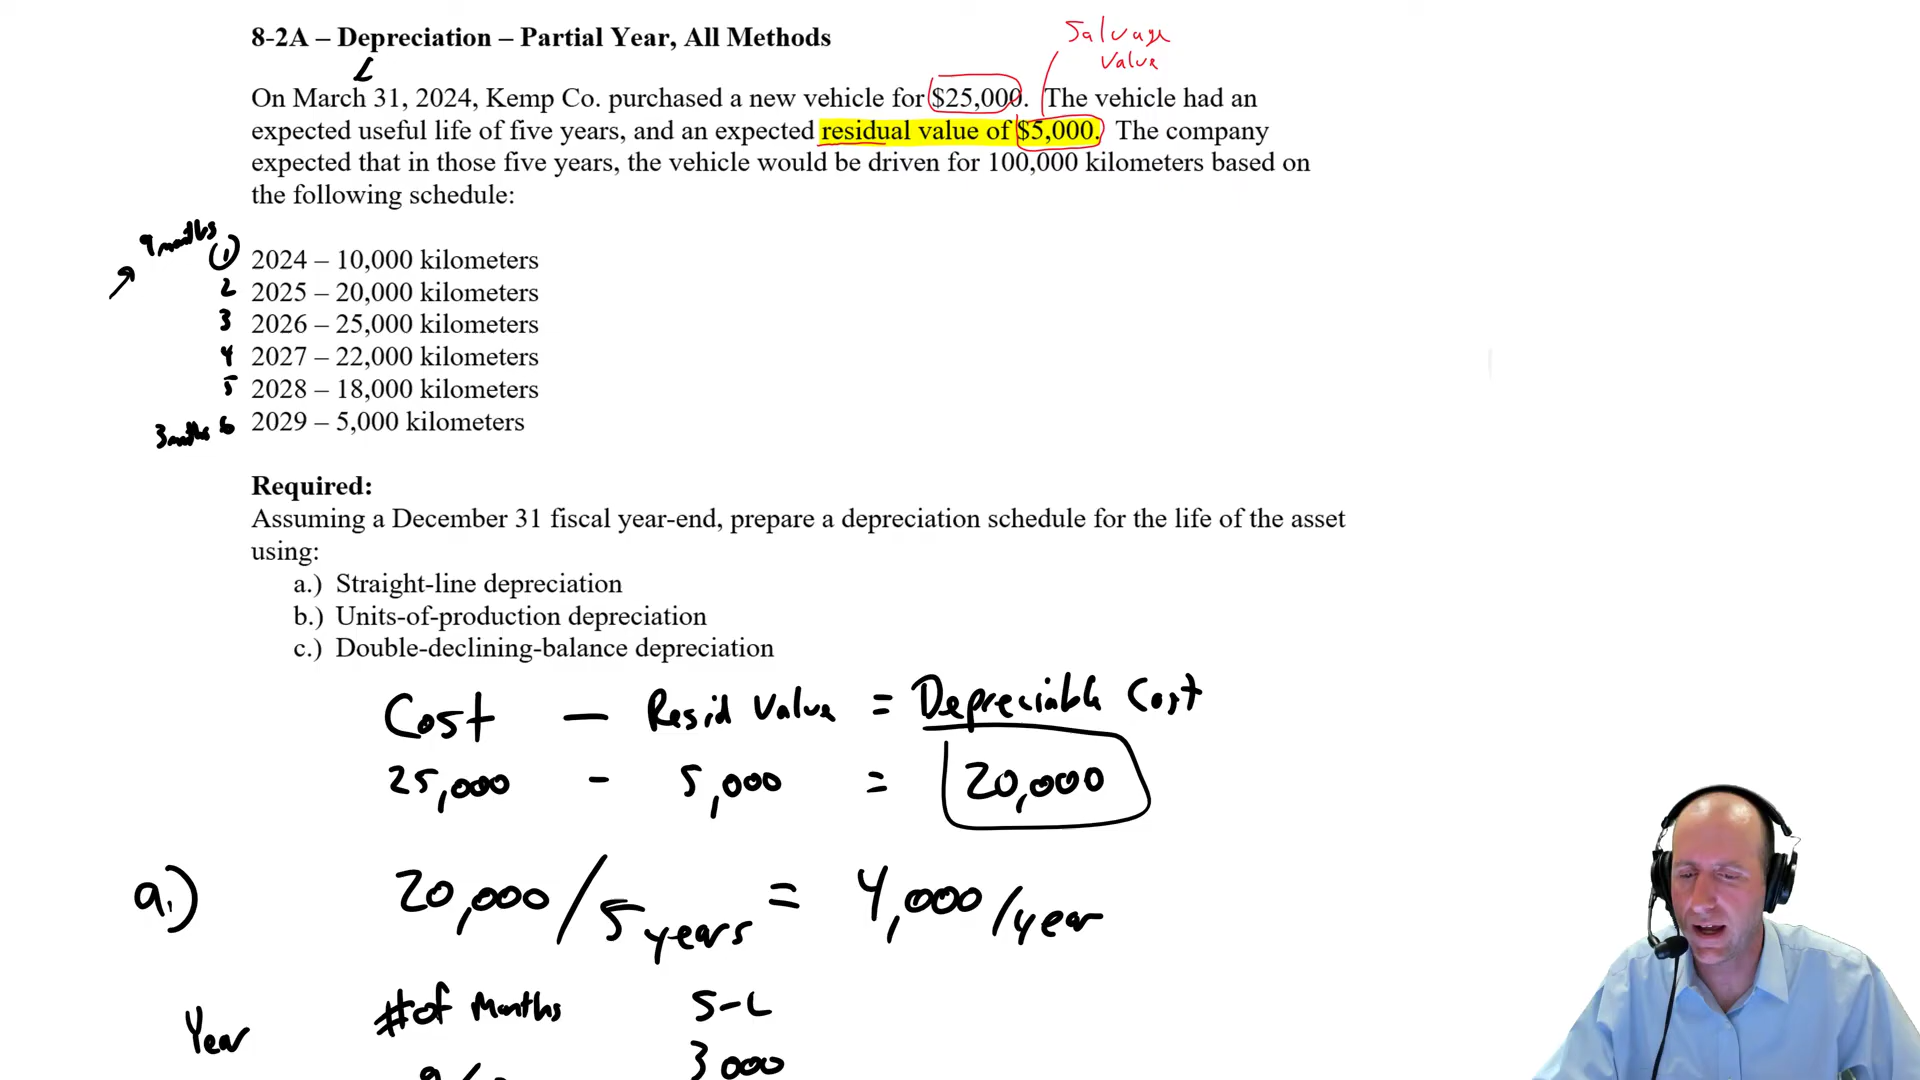 8-2A – Depreciation – Partial Year, All Methods
Salvage
Value
On March 31, 2024, Kemp Co. purchased a new vehicle for $25,000. The vehicle had an
expected useful life of five years, and an expected residual value of $5,000. The company
expected that in those five years, the vehicle would be driven for 100,000 kilometers based on
the following schedule:
9 months
1 2024 – 10,000 kilometers
2 2025 – 20,000 kilometers
3 2026 – 25,000 kilometers
4 2027 – 22,000 kilometers
5 2028 – 18,000 kilometers
3 months 6 2029 – 5,000 kilometers
Required:
Assuming a December 31 fiscal year-end, prepare a depreciation schedule for the life of the asset
using:
a.) Straight-line depreciation
b.) Units-of-production depreciation
c.) Double-declining-balance depreciation
Cost – Resid Value = Depreciable Cost
25,000 - 5,000 = 20,000
a.) 20,000 / 5 years = 4,000 / year
Year # of Months S-L
3000